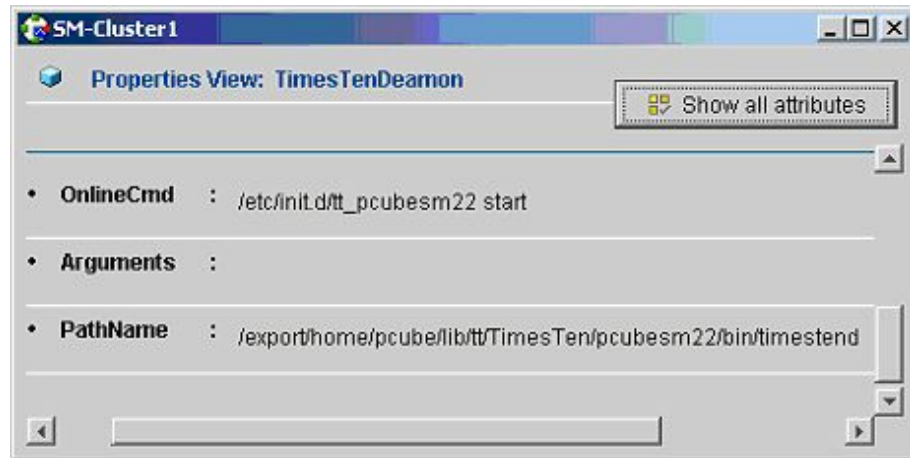 SM-Cluster1
Properties View: TimesTenDeamon
Show all attributes
• OnlineCmd : /etc/init.d/tt_pcubesm22 start
• Arguments :
• PathName : /export/home/pcube/lib/tt/TimesTen/pcubesm22/bin/timestend